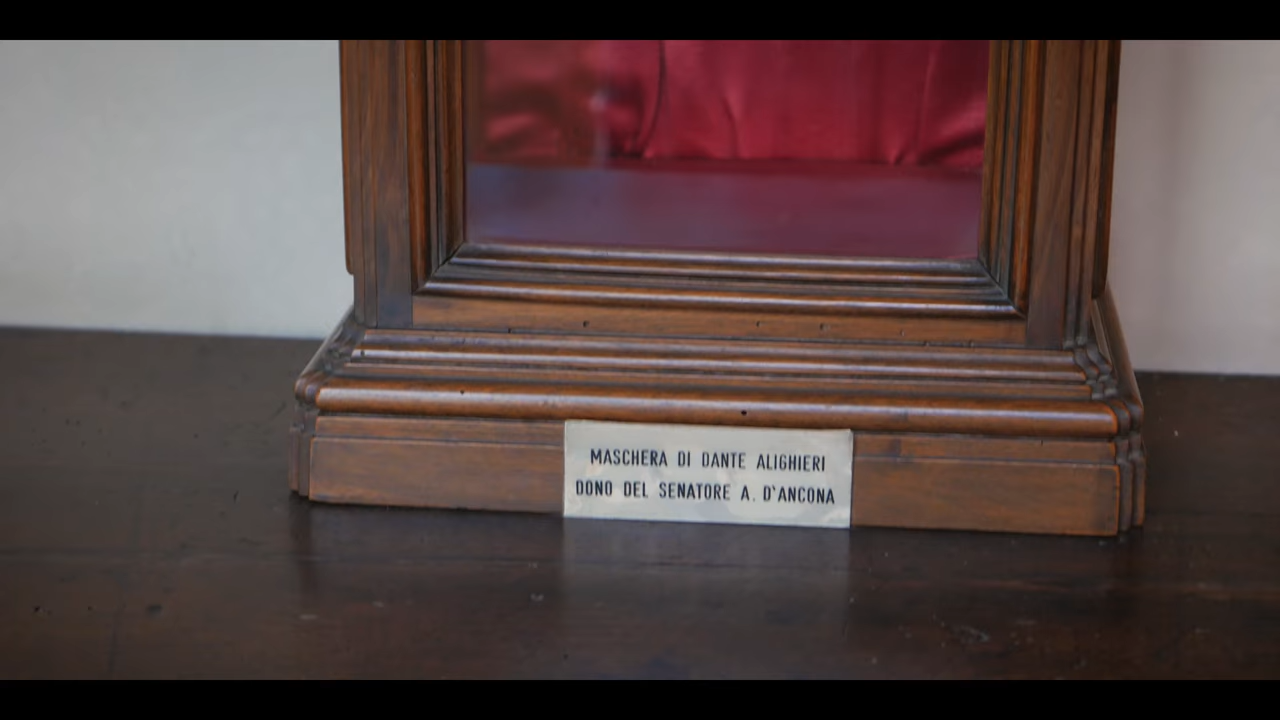 MASCHERA DI DANTE ALIGHIERI
DONO DEL SENATORE A. D'ANCONA